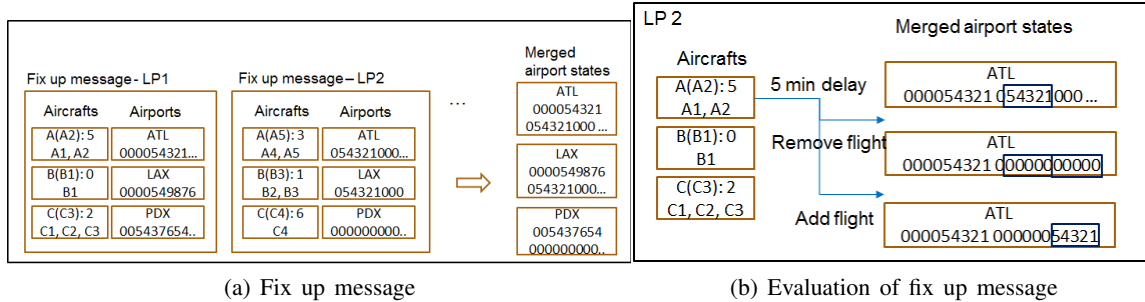 Fix up message- LP1
Aircrafts Airports
A(A2): 5
A1, A2
ATL
000054321...
B(B1): 0
B1
LAX
0000549876
C(C3): 2
C1, C2, C3
PDX
005437654..
Fix up message– LP2
Aircrafts Airports
A(A5): 3
A4, A5
ATL
054321000...
B(B3): 1
B2, B3
LAX
054321000
C(C4): 6
C4
PDX
000000000..
...
Merged
airport states
ATL
000054321
054321000 ...
LAX
0000549876
054321000...
PDX
005437654
000000000..
(a) Fix up message
LP 2
Aircrafts
A(A2): 5
A1, A2
B(B1): 0
B1
C(C3): 2
C1, C2, C3
5 min delay
Remove flight
Add flight
Merged airport states
ATL
000054321 054321000 ...
ATL
000054321 00000000000
ATL
000054321 00000054321
(b) Evaluation of fix up message